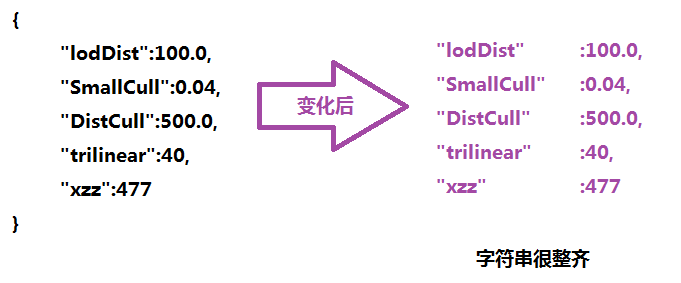 {
"lodDist":100.0,
"SmallCull":0.04,
"DistCull":500.0,
"trilinear":40,
"xzz":477
}
变化后
"lodDist" :100.0,
"SmallCull" :0.04,
"DistCull" :500.0,
"trilinear" :40,
"xzz" :477
字符串很整齐